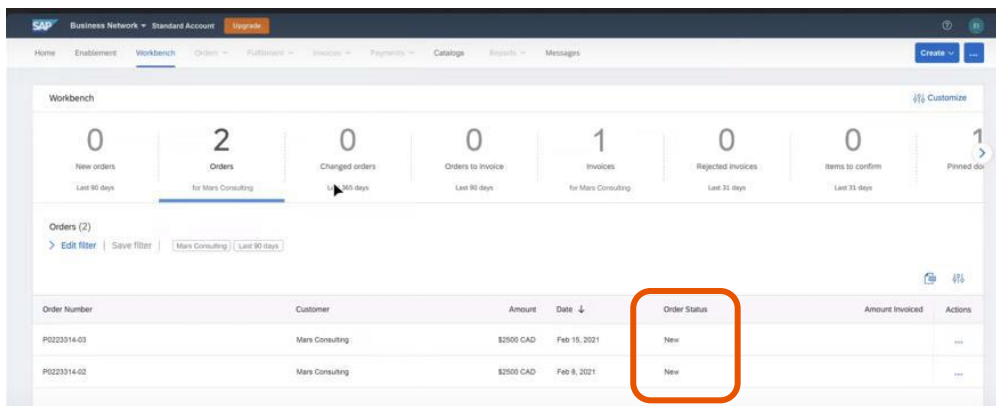 SAP Business Network Standard Account Upgrade
Home Enablement Workbench Orders Fulfillment Invoices Payments Catalogs Reports Messages Create ...
Workbench Customize
0 2 0 0 1 0 0 1
New orders Orders Changed orders Orders to invoice Invoices Rejected invoices Items to confirm Pinned do
Last 90 days for Mars Consulting 365 days Last 90 days for Mars Consulting Last 31 days Last 31 days
Orders (2)
Edit filter | Save filter | Mars Consulting Last 90 days
Order Number Customer Amount Date ↓ Order Status Amount Invoiced Actions
PO223314-03 Mars Consulting $2500 CAD Feb 15, 2021 New ...
PO223314-02 Mars Consulting $2500 CAD Feb 8, 2021 New ...